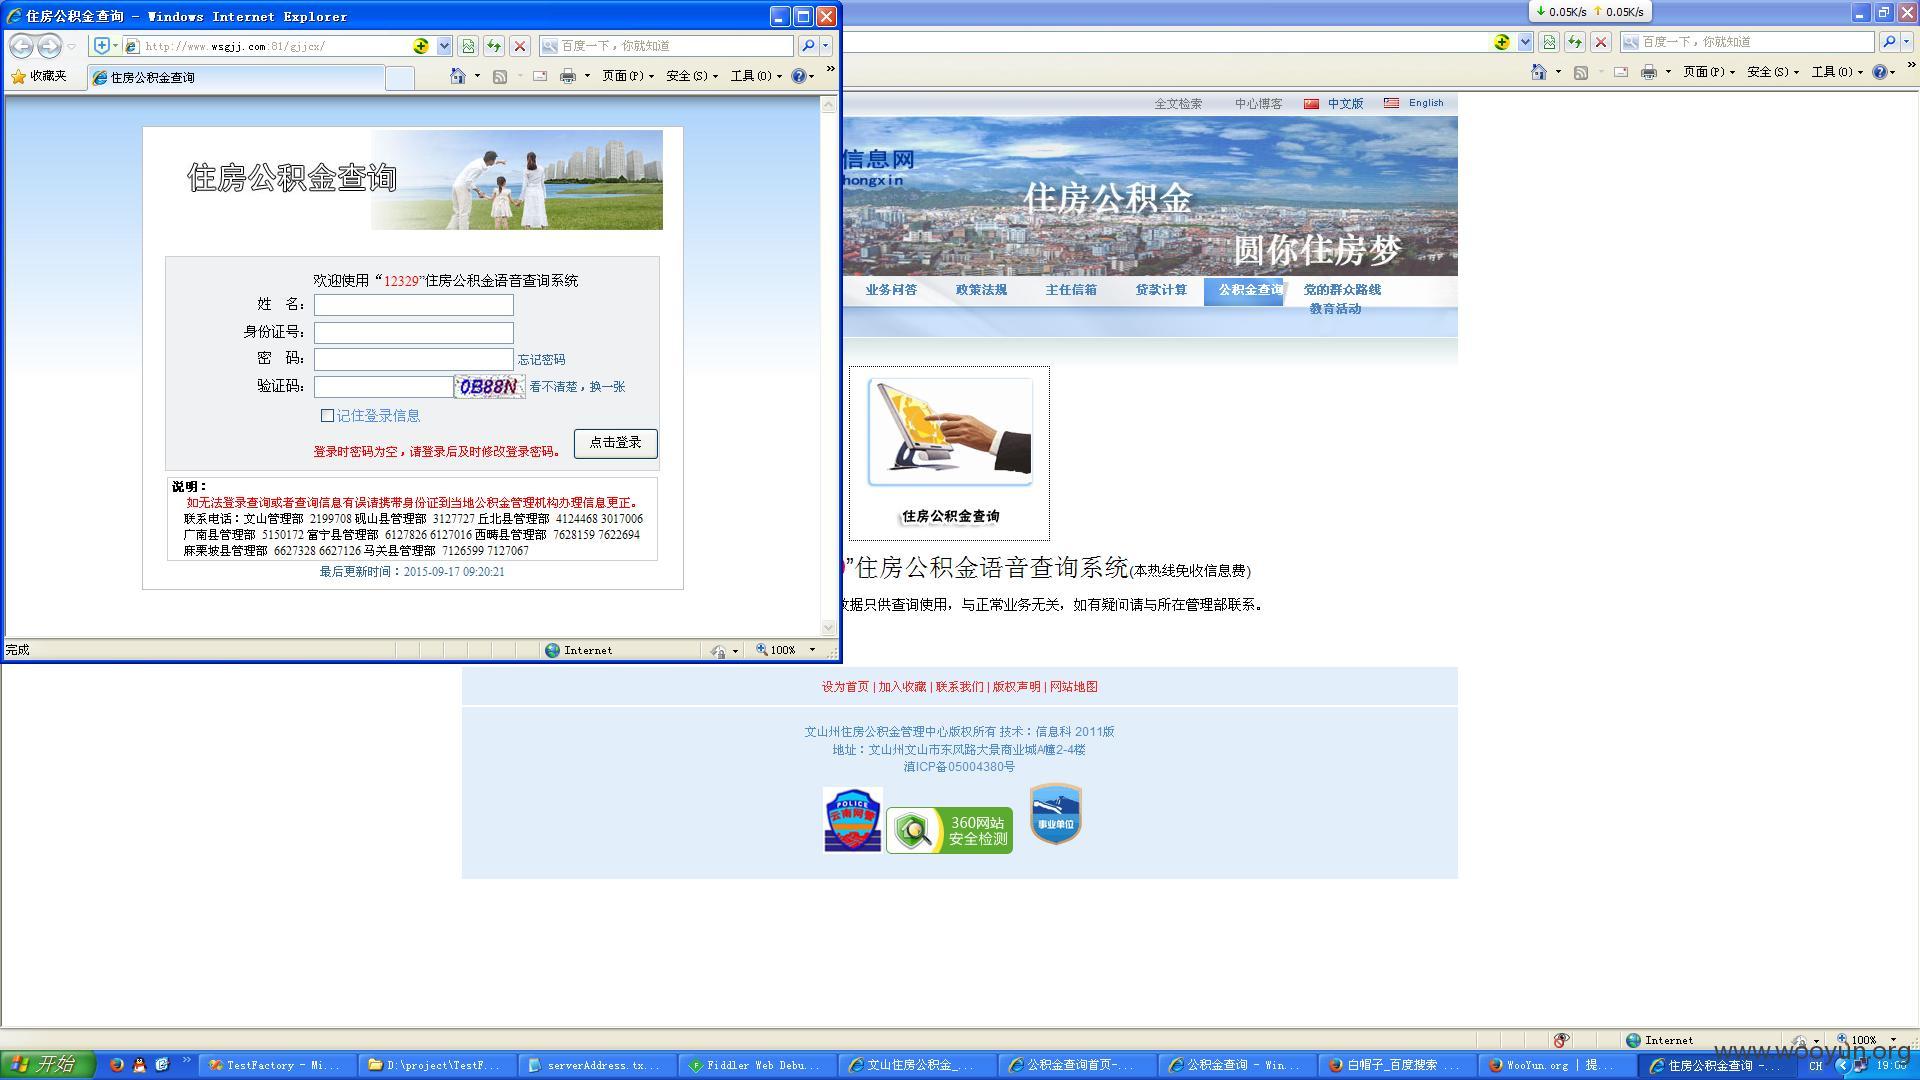 住房公积金查询 - Windows Internet Explorer
http://www.wsgjj.com:81/gjjcx/
百度一下，你就知道
收藏夹
住房公积金查询
页面(P)
安全(S)
工具(O)
住房公积金查询
欢迎使用“12329”住房公积金语音查询系统
姓 名：
身份证号：
密 码：
忘记密码
验证码：
0B88N
看不清楚，换一张
记住登录信息
登录时密码为空，请登录后及时修改登录密码。
点击登录
说明：
如无法登录查询或者查询信息有误请携带身份证到当地公积金管理机构办理信息更正。
联系电话：文山管理部 2199708 砚山县管理部 3127727 丘北县管理部 4124468 3017006
广南县管理部 5150172 富宁县管理部 6127826 6127016 西畴县管理部 7628159 7622694
麻栗坡县管理部 6627328 6627126 马关县管理部 7126599 7127067
最后更新时间：2015-09-17 09:20:21
完成
Internet
100%
0.05K/s
0.05K/s
百度一下，你就知道
页面(P)
安全(S)
工具(O)
全文检索
中心博客
中文版
English
信息网
hongxin
住房公积金
圆你住房梦
业务问答
政策法规
主任信箱
贷款计算
公积金查询
党的群众路线
教育活动
住房公积金查询
”住房公积金语音查询系统(本热线免收信息费)
数据只供查询使用，与正常业务无关，如有疑问请与所在管理部联系。
设为首页 | 加入收藏 | 联系我们 | 版权声明 | 网站地图
文山州住房公积金管理中心版权所有 技术：信息科 2011版
地址：文山州文山市东风路大景商业城A幢2-4楼
滇ICP备05004380号
POLICE
云南网警
360网站
安全检测
事业单位
Internet
100%
www.wooyun.org
开始
TestFactory - Mi...
D:\project\TestF...
serverAddress.tx...
Fiddler Web Debu...
文山住房公积金_...
公积金查询首页-...
公积金查询 - Win...
白帽子_百度搜索 ...
WooYun.org | 提...
住房公积金查询 -...
CH